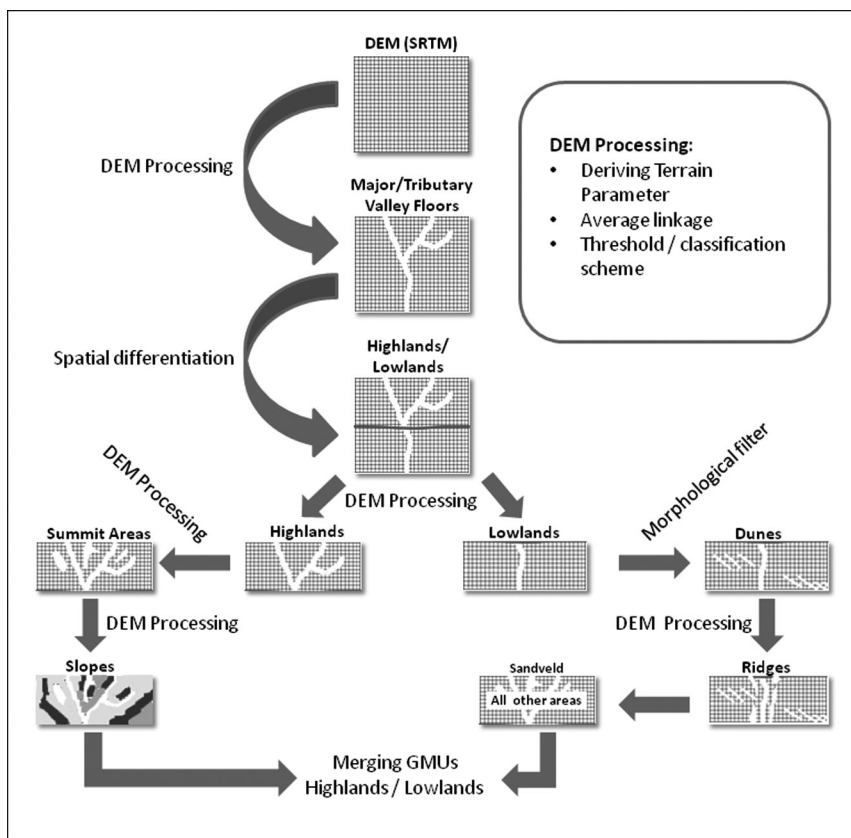 DEM (SRTM)
DEM Processing
DEM Processing:
• Deriving Terrain
Parameter
• Average linkage
• Threshold / classification
scheme
Major/Tributary
Valley Floors
Spatial differentiation
Highlands/
Lowlands
DEM Processing
DEM Processing
Morphological filter
Summit Areas
Highlands
Lowlands
Dunes
DEM Processing
DEM Processing
Slopes
Sandveld
All other areas
Ridges
Merging GMUs
Highlands / Lowlands